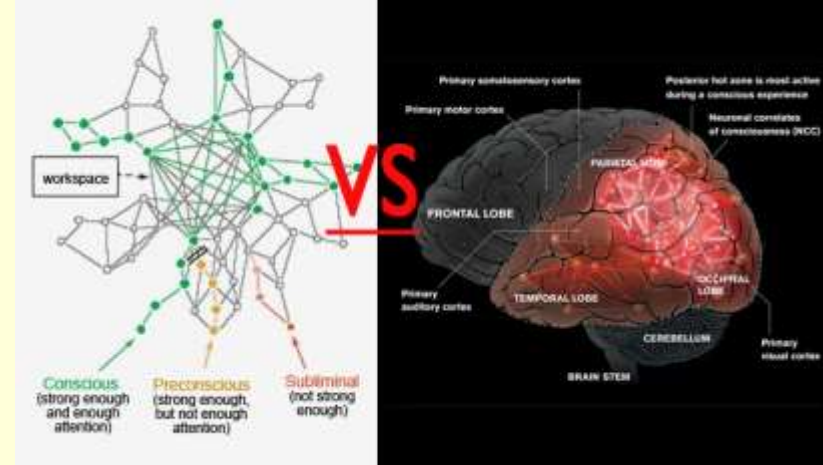 workspace
Conscious
(strong enough
and enough
attention)
Preconscious
(strong enough,
but not enough
attention)
Subliminal
(not strong
enough)
VS
Primary somatosensory cortex
Primary motor cortex
Posterior hot zone is most active
during a conscious experience
Neuronal correlates
of consciousness (NCC)
PARIETAL LOBE
FRONTAL LOBE
Primary
auditory cortex
TEMPORAL LOBE
OCCIPITAL
LOBE
CEREBELLUM
Primary
visual cortex
BRAIN STEM